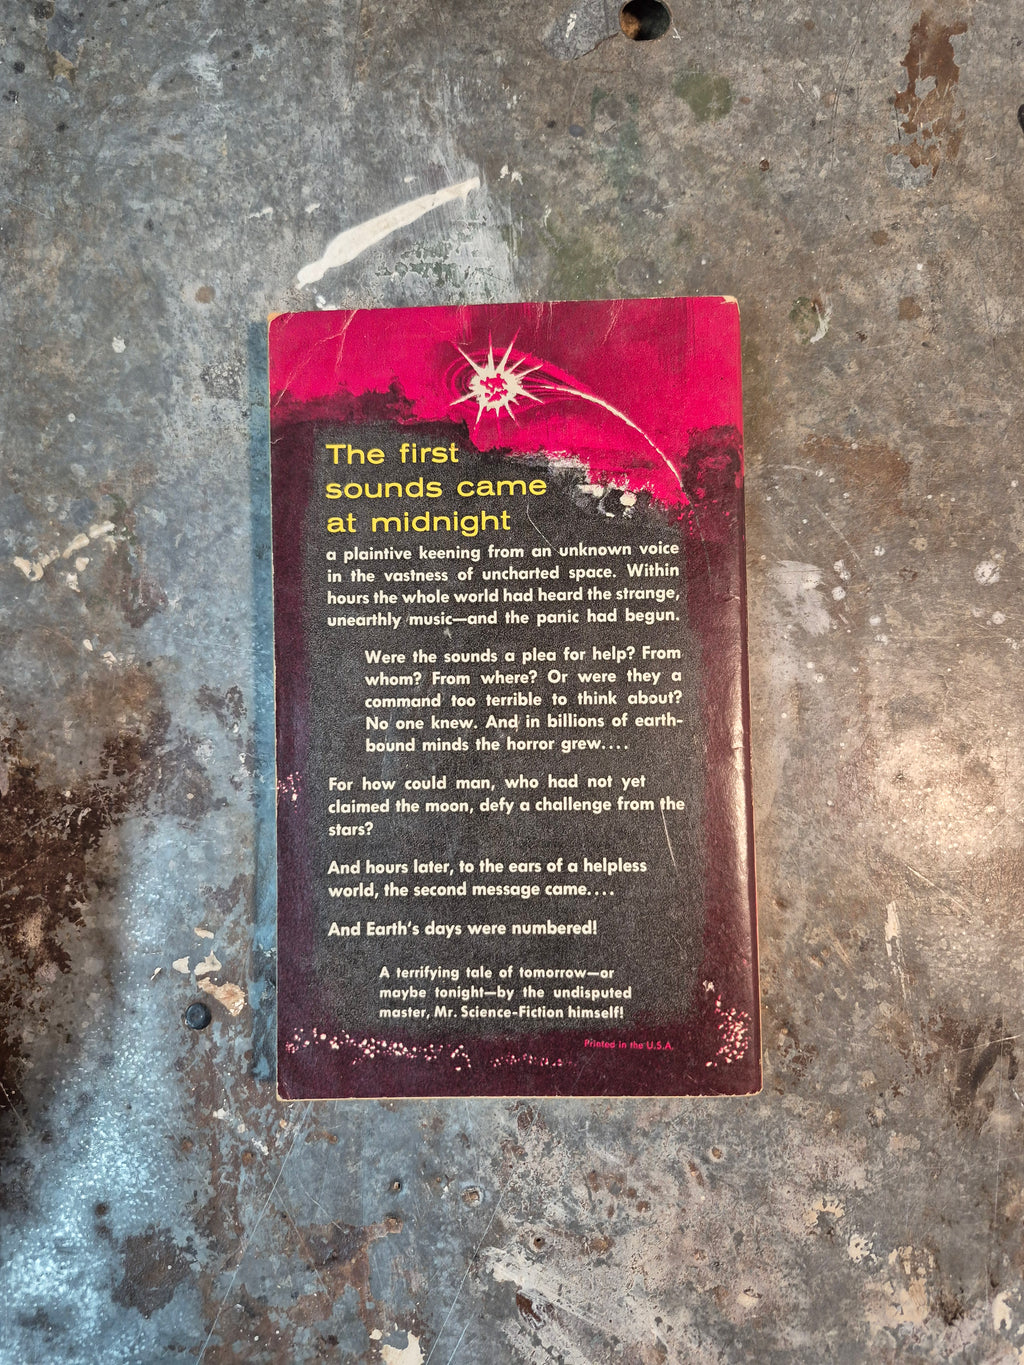 The first
sounds came
at midnight
a plaintive keening from an unknown voice
in the vastness of uncharted space. Within
hours the whole world had heard the strange,
unearthly music—and the panic had begun.
Were the sounds a plea for help? From
whom? From where? Or were they a
command too terrible to think about?
No one knew. And in billions of earth-
bound minds the horror grew....
For how could man, who had not yet
claimed the moon, defy a challenge from the
stars?
And hours later, to the ears of a helpless
world, the second message came....
And Earth's days were numbered!
A terrifying tale of tomorrow—or
maybe tonight—by the undisputed
master, Mr. Science-Fiction himself!
Printed in the U.S.A.